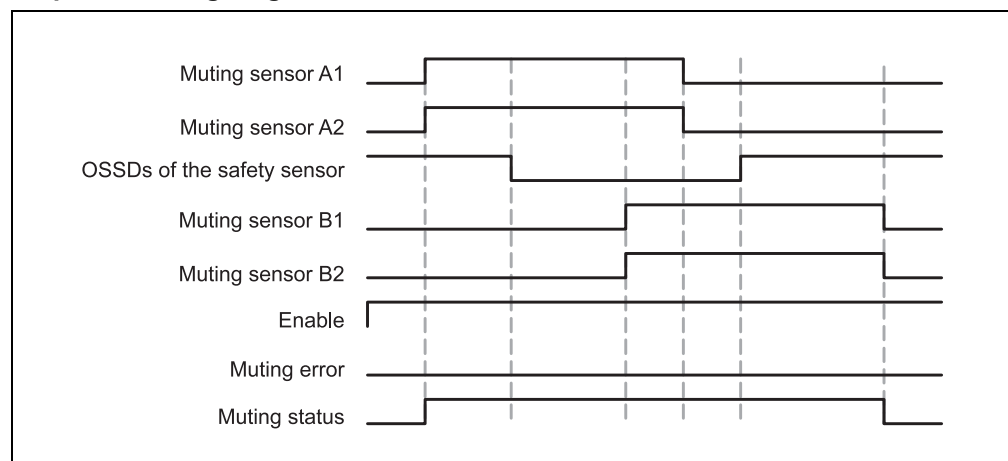 Muting sensor A1
Muting sensor A2
OSSDs of the safety sensor
Muting sensor B1
Muting sensor B2
Enable
Muting error
Muting status